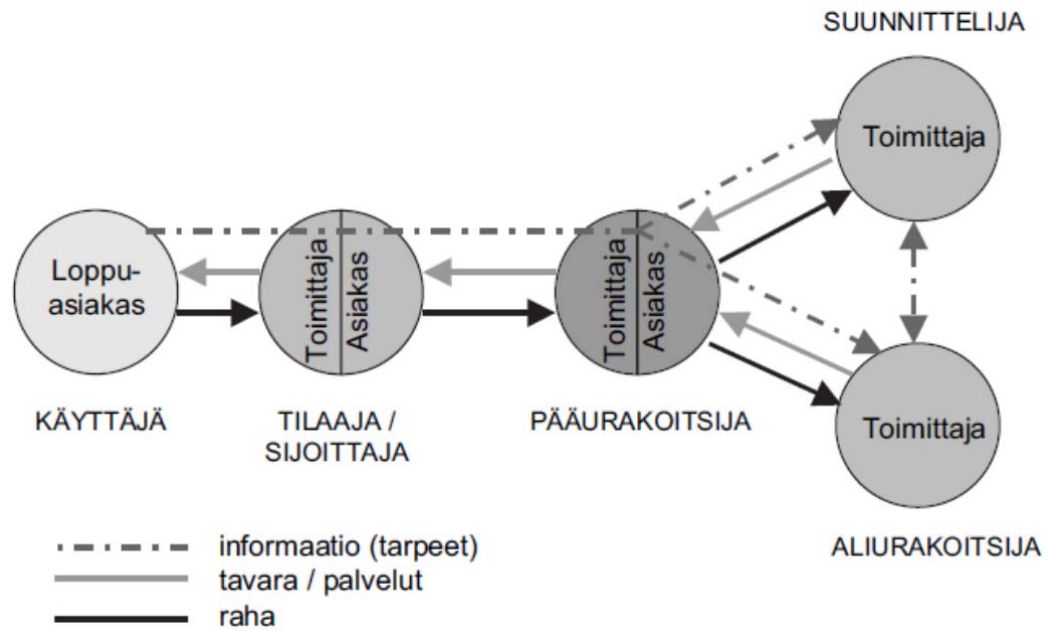 SUUNNITTELIJA
Toimittaja
Loppu-
asiakas
Toimittaja
Asiakas
Toimittaja
Asiakas
KÄYTTÄJÄ
TILAAJA /
SIJOITTAJA
PÄÄURAKOITSIJA
Toimittaja
ALIURAKOITSIJA
informaatio (tarpeet)
tavara / palvelut
raha